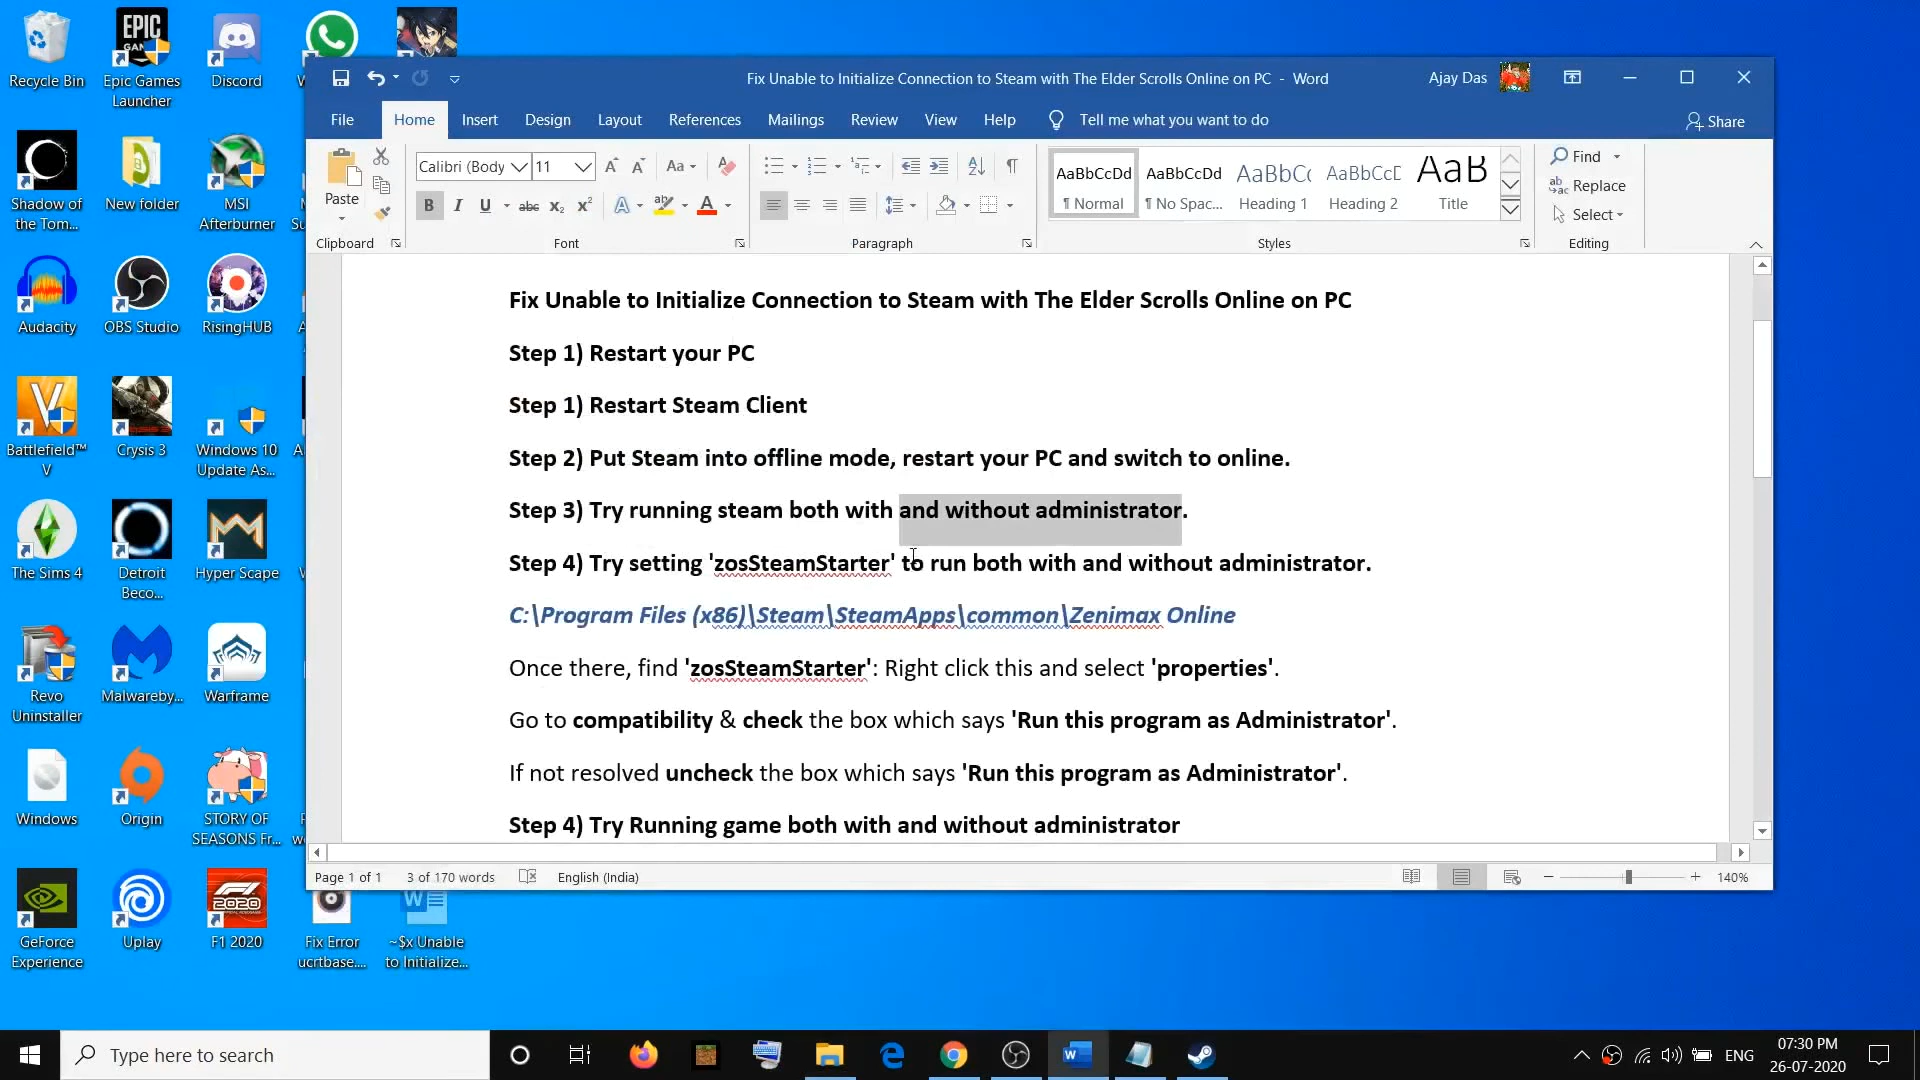 Recycle Bin
Epic Games Launcher
Discord
Shadow of the Tom...
New folder
MSI Afterburner
Audacity
OBS Studio
RisingHUB
Battlefield™ V
Crysis 3
Windows 10 Update As...
The Sims 4
Detroit Beco...
Hyper Scape
Revo Uninstaller
Malwareby...
Warframe
Windows
Origin
STORY OF SEASONS Fr...
GeForce Experience
Uplay
F1 2020
Fix Error ucrtbase....
~$x Unable to Initialize...
Fix Unable to Initialize Connection to Steam with The Elder Scrolls Online on PC - Word
Ajay Das
File Home Insert Design Layout References Mailings Review View Help Tell me what you want to do Share
Paste
Calibri (Body 11
Aa
B I U abc x₂ x²
Clipboard Font Paragraph Styles Editing
AaBbCcDd AaBbCcDd AaBbC( AaBbCcE AaB
¶ Normal ¶ No Spac... Heading 1 Heading 2 Title
Find
Replace
Select
Fix Unable to Initialize Connection to Steam with The Elder Scrolls Online on PC
Step 1) Restart your PC
Step 1) Restart Steam Client
Step 2) Put Steam into offline mode, restart your PC and switch to online.
Step 3) Try running steam both with and without administrator.
Step 4) Try setting 'zosSteamStarter' to run both with and without administrator.
C:\Program Files (x86)\Steam\SteamApps\common\Zenimax Online
Once there, find 'zosSteamStarter': Right click this and select 'properties'.
Go to compatibility & check the box which says 'Run this program as Administrator'.
If not resolved uncheck the box which says 'Run this program as Administrator'.
Step 4) Try Running game both with and without administrator
Page 1 of 1 3 of 170 words English (India) 140%
Type here to search
ENG
07:30 PM
26-07-2020